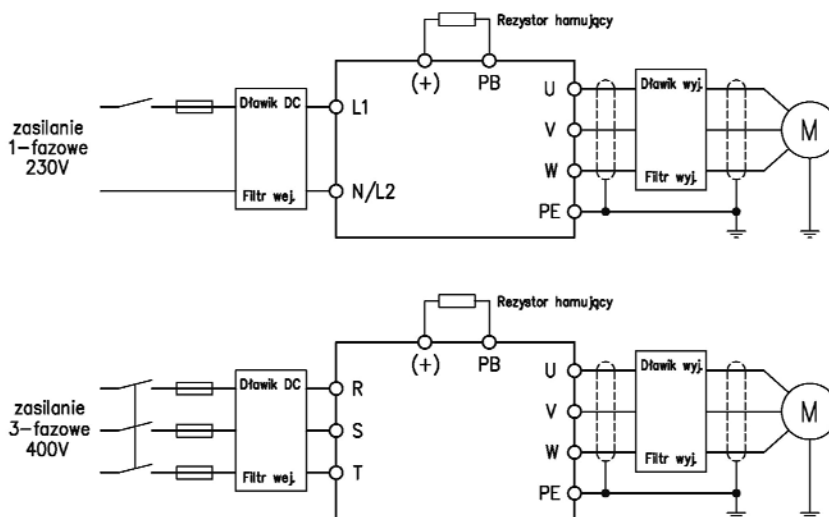 Rezystor hamujący
(+)
PB
Dławik DC
L1
U
Dławik wyj.
zasilanie
1-fazowe
230V
V
M
W
Filtr wej.
N/L2
Filtr wyj.
PE
Rezystor hamujący
(+)
PB
Dławik DC
R
U
Dławik wyj.
zasilanie
3-fazowe
400V
S
V
M
W
Filtr wej.
T
Filtr wyj.
PE